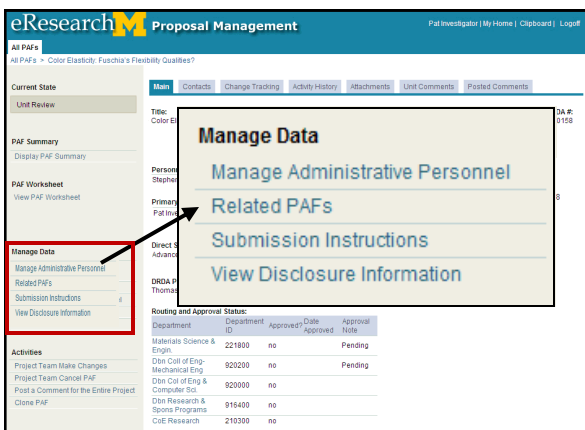 eResearch M Proposal Management
Pat Investigator | My Home | Clipboard | Logoff
All PAFs
All PAFs > Color Elasticity: Fuschia's Flexibility Qualities?
Current State
Unit Review
PAF Summary
Display PAF Summary
PAF Worksheet
View PAF Worksheet
Manage Data
Manage Administrative Personnel
Related PAFs
Submission Instructions
View Disclosure Information
Activities
Project Team Make Changes
Project Team Cancel PAF
Post a Comment for the Entire Project
Clone PAF
Main Contacts Change Tracking Activity History Attachments Unit Comments Posted Comments
Title:
Color El
DA #:
0158
Person
Stephe
Primary
Pat Inve
8
Direct S
Advanc
DRDA P
Thomas
Manage Data
Manage Administrative Personnel
Related PAFs
Submission Instructions
View Disclosure Information
Routing and Approval Status:
Department Department ID Approved? Date Approved Approval Note
Materials Science & Engin. 221800 no Pending
Dbn Coll of Eng-Mechanical Eng 920200 no Pending
Dbn Col of Eng & Computer Sci. 920000 no
Dbn Research & Spons Programs 916400 no
CoE Research 210300 no